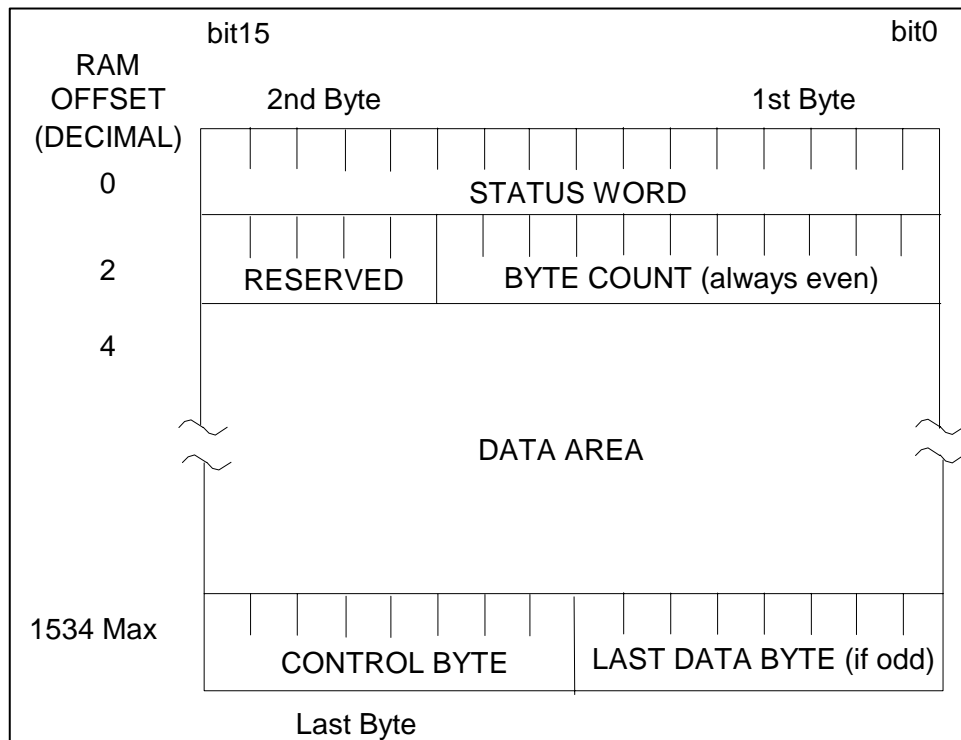 bit15 bit0
RAM
OFFSET
(DECIMAL)
2nd Byte 1st Byte
0
STATUS WORD
2
RESERVED BYTE COUNT (always even)
4
DATA AREA
1534 Max
CONTROL BYTE LAST DATA BYTE (if odd)
Last Byte